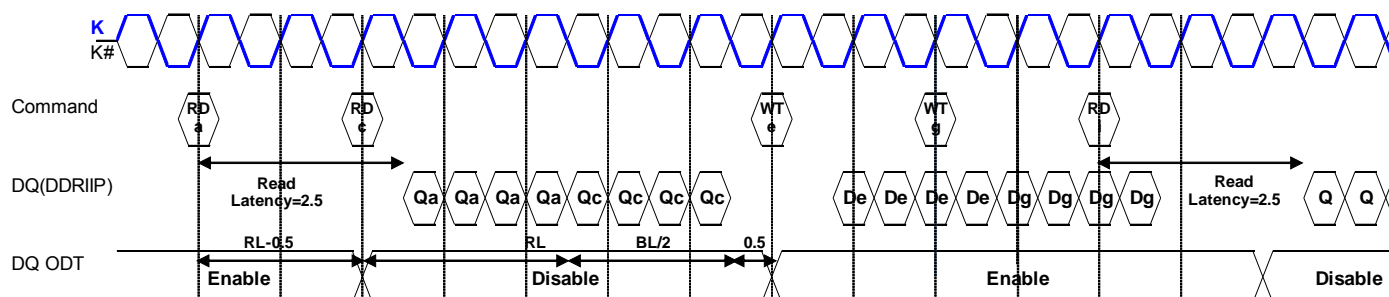 K
K#
Command
RD a
RD c
WT e
WT g
RD
DQ(DDRIIP)
Read
Latency=2.5
Qa Qa Qa Qa Qc Qc Qc Qc
De De De De Dg Dg Dg Dg
Read
Latency=2.5
Q Q
DQ ODT
RL-0.5
RL
BL/2
0.5
Enable
Disable
Enable
Disable